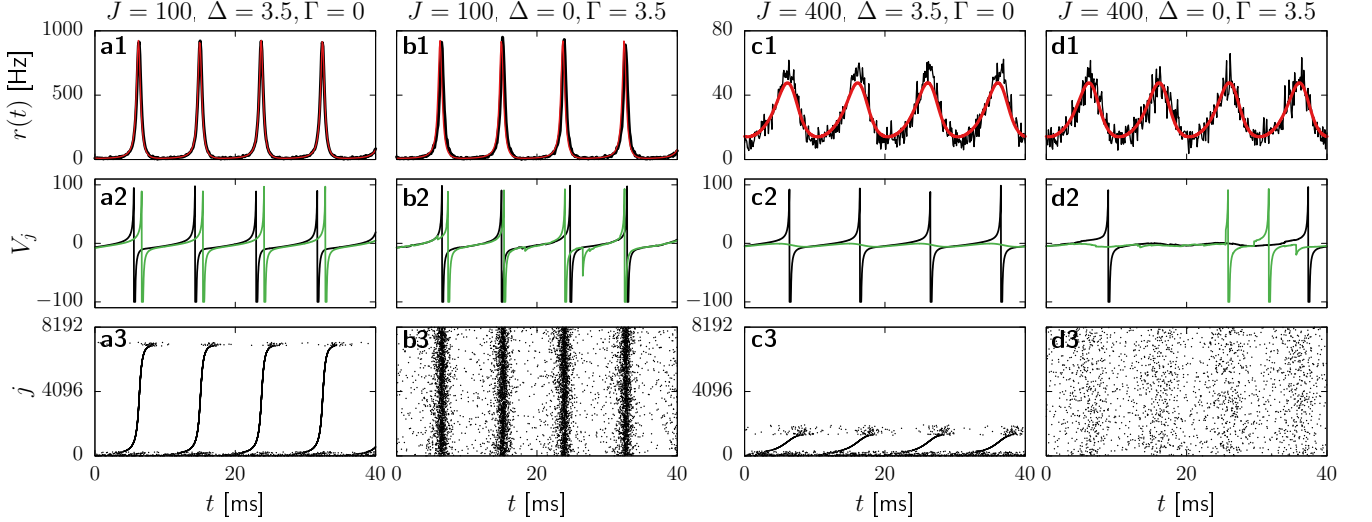 J = 100, Δ = 3.5, Γ = 0
J = 100, Δ = 0, Γ = 3.5
J = 400, Δ = 3.5, Γ = 0
J = 400, Δ = 0, Γ = 3.5
r(t) [Hz]
1000
500
0
a1
b1
80
40
0
c1
d1
V_j
100
0
−100
a2
b2
100
0
−100
c2
d2
j
8192
4096
0
a3
b3
8192
4096
0
c3
d3
0 20 40
0 20 40
0 20 40
0 20 40
t [ms]
t [ms]
t [ms]
t [ms]